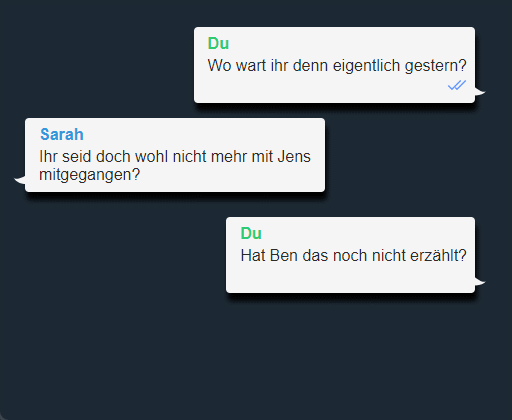 Du
Wo wart ihr denn eigentlich gestern?
Sarah
Ihr seid doch wohl nicht mehr mit Jens
mitgegangen?
Du
Hat Ben das noch nicht erzählt?